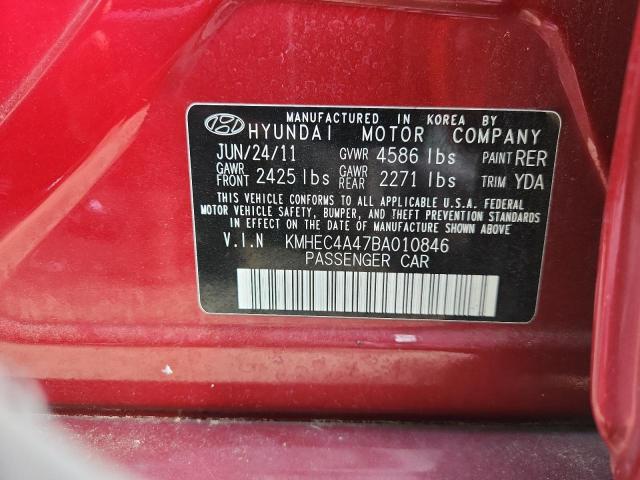 MANUFACTURED IN KOREA BY
HYUNDAI MOTOR COMPANY
JUN/24/11 GVWR 4586 lbs PAINT RER
GAWR FRONT 2425 lbs GAWR REAR 2271 lbs TRIM YDA
THIS VEHICLE CONFORMS TO ALL APPLICABLE U.S.A. FEDERAL
MOTOR VEHICLE SAFETY, BUMPER, AND THEFT PREVENTION STANDARDS
IN EFFECT ON THE DATE OF MANUFACTURE SHOWN ABOVE
V.I.N KMHEC4A47BA010846
PASSENGER CAR